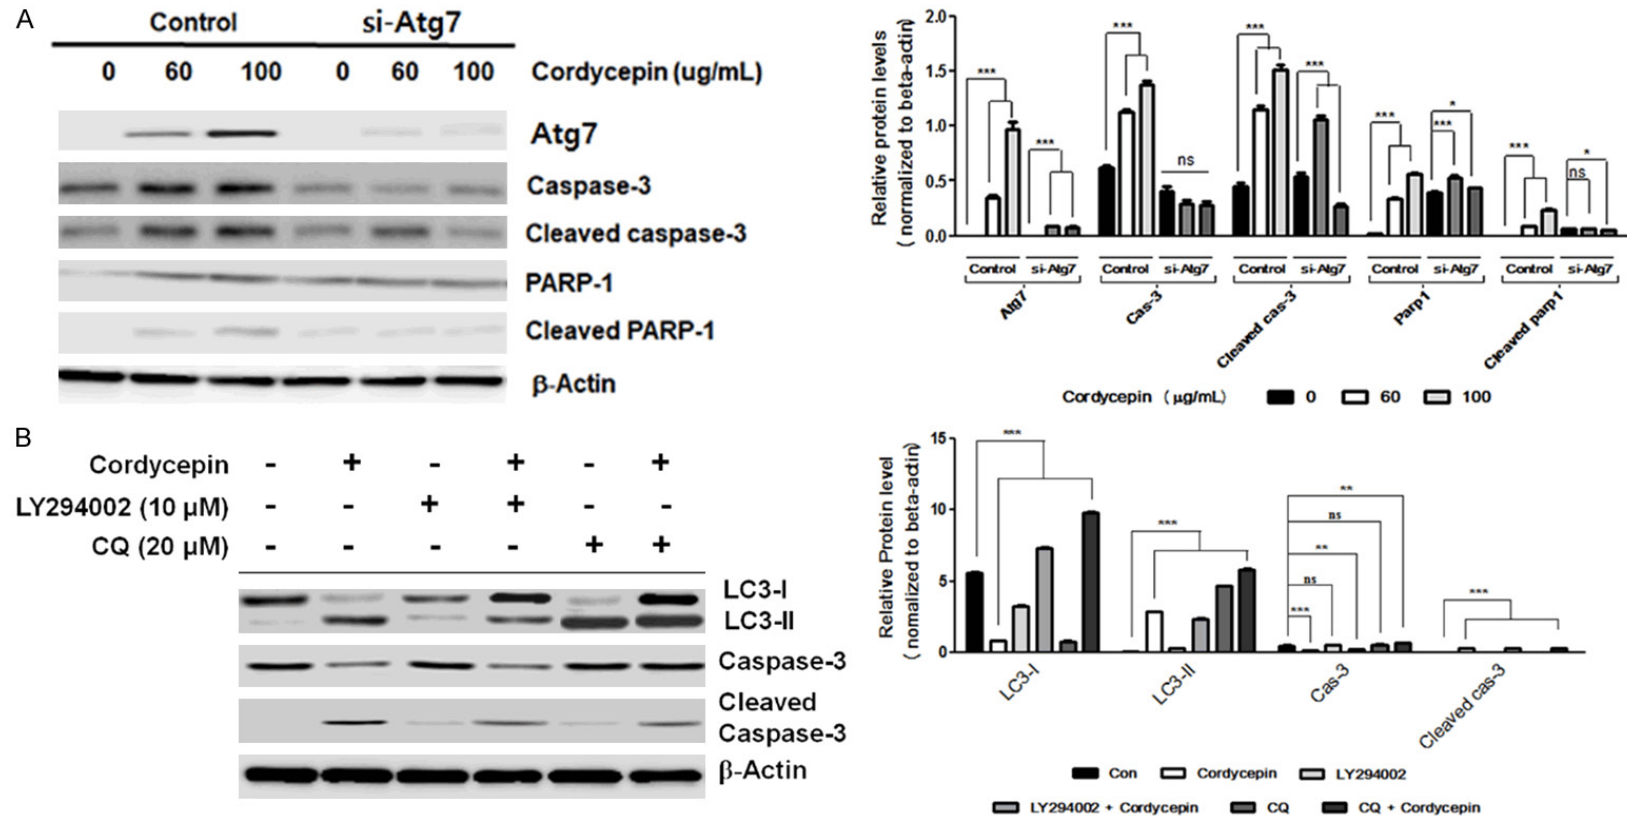 A
Control si-Atg7
0 60 100 0 60 100 Cordycepin (ug/mL)
Atg7
Caspase-3
Cleaved caspase-3
PARP-1
Cleaved PARP-1
β-Actin
Relative protein levels
( normalized to beta-actin)
2.0
1.5
1.0
0.5
0.0
*** *** *** ns *** *** *** *** * *** ns *
Control si-Atg7 Control si-Atg7 Control si-Atg7 Control si-Atg7 Control si-Atg7
Atg7 Cas-3 Cleaved cas-3 Parp1 Cleaved parp1
Cordycepin (μg/mL) 0 60 100
B
Cordycepin - + - + - +
LY294002 (10 μM) - - + + - -
CQ (20 μM) - - - - + +
LC3-I
LC3-II
Caspase-3
Cleaved
Caspase-3
β-Actin
Relative Protein level
( normalized to beta-actin)
15
10
5
0
*** *** *** ns ** ns ** ***
LC3-I LC3-II Cas-3 Cleaved cas-3
Con Cordycepin LY294002
LY294002 + Cordycepin CQ CQ + Cordycepin